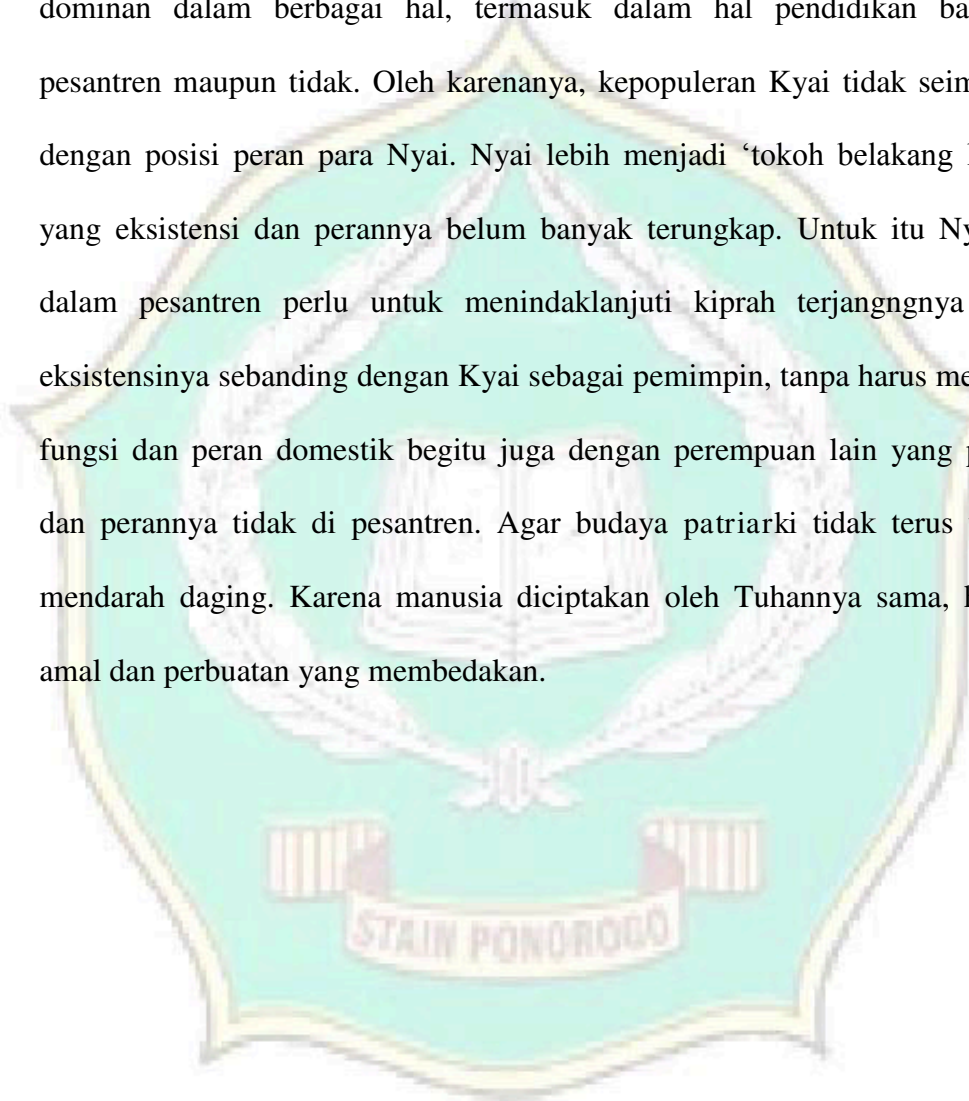 dominan dalam berbagai hal, termasuk dalam hal pendidikan ba
pesantren maupun tidak. Oleh karenanya, kepopuleran Kyai tidak seim
dengan posisi peran para Nyai. Nyai lebih menjadi ‘tokoh belakang
yang eksistensi dan perannya belum banyak terungkap. Untuk itu Ny
dalam pesantren perlu untuk menindaklanjuti kiprah terjangngnya
eksistensinya sebanding dengan Kyai sebagai pemimpin, tanpa harus me
fungsi dan peran domestik begitu juga dengan perempuan lain yang
dan perannya tidak di pesantren. Agar budaya patriarki tidak terus
mendarah daging. Karena manusia diciptakan oleh Tuhannya sama,
amal dan perbuatan yang membedakan.
STAIN PONOROGO